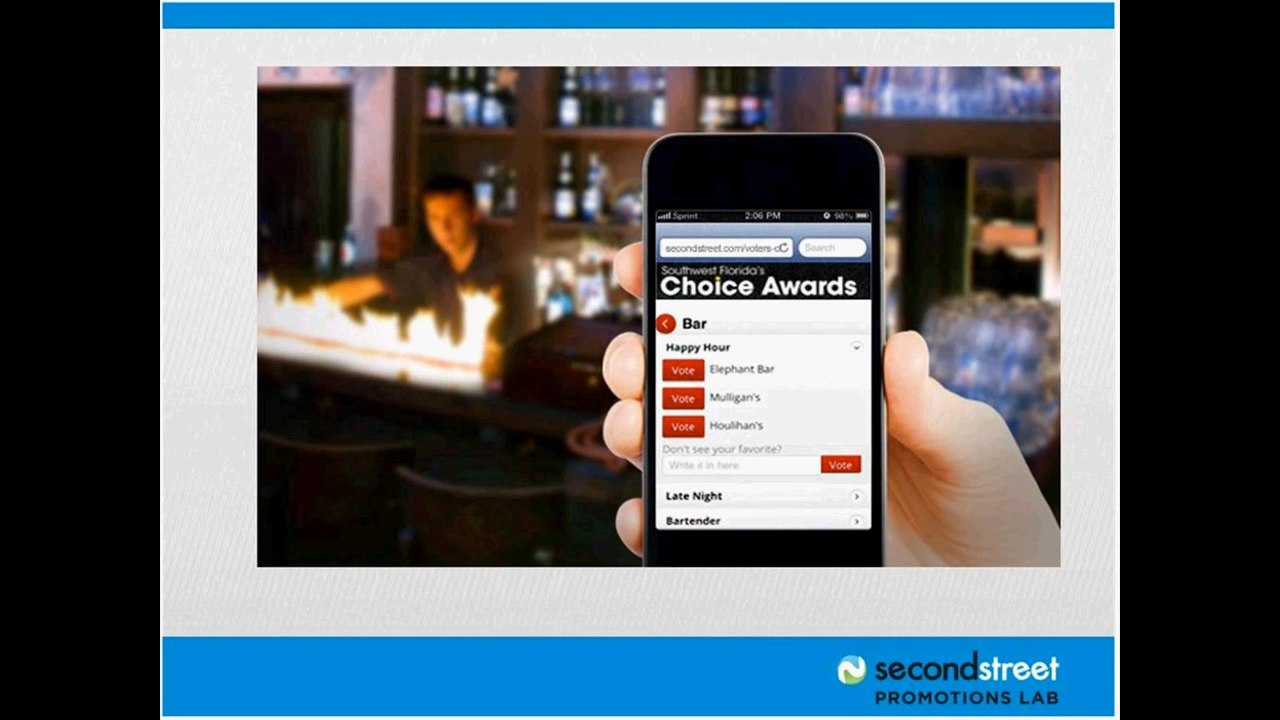 Sprint 2:06 PM 98%
secondstreet.com/voters-c Search
Southwest Florida's
Choice Awards
Bar
Happy Hour
Vote Elephant Bar
Vote Mulligan's
Vote Houlihan's
Don't see your favorite?
Write it in here. Vote
Late Night
Bartender
secondstreet
PROMOTIONS LAB